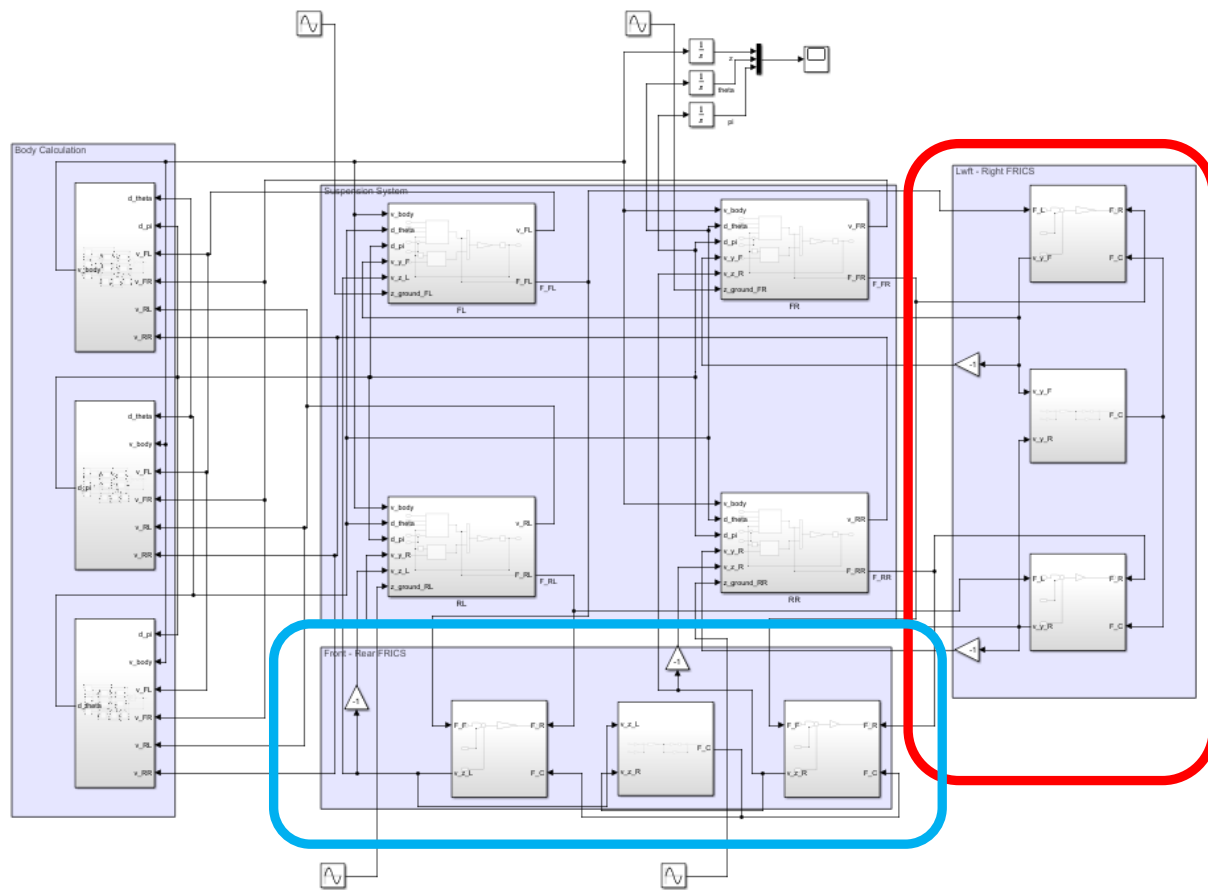 1/s
z
1/s
theta
1/s
pi
Body Calculation
d_theta
d_pi
v_FL
v_body
v_FR
v_RL
v_RR
d_theta
v_body
v_FL
d_pi
v_FR
v_RL
v_RR
d_pi
v_body
v_FL
d_theta
v_FR
v_RL
v_RR
Suspension System
v_body
d_theta
d_pi
v_y_F
v_z_L
z_ground_FL
v_FL
F_FL
F_FL
FL
v_body
d_theta
d_pi
v_y_F
v_z_R
z_ground_FR
v_FR
F_FR
F_FR
FR
v_body
d_theta
d_pi
v_y_R
v_z_L
z_ground_RL
v_RL
F_RL
F_RL
RL
v_body
d_theta
d_pi
v_y_R
v_z_R
z_ground_RR
v_RR
F_RR
F_RR
RR
Lwft - Right FRICS
F_L
F_R
v_y_F
F_C
-1
v_y_F
F_C
v_y_R
F_L
F_R
v_y_R
F_C
-1
Front - Rear FRICS
-1
-1
F_F
F_R
v_z_L
F_C
v_z_L
F_C
v_z_R
F_F
F_R
v_z_R
F_C